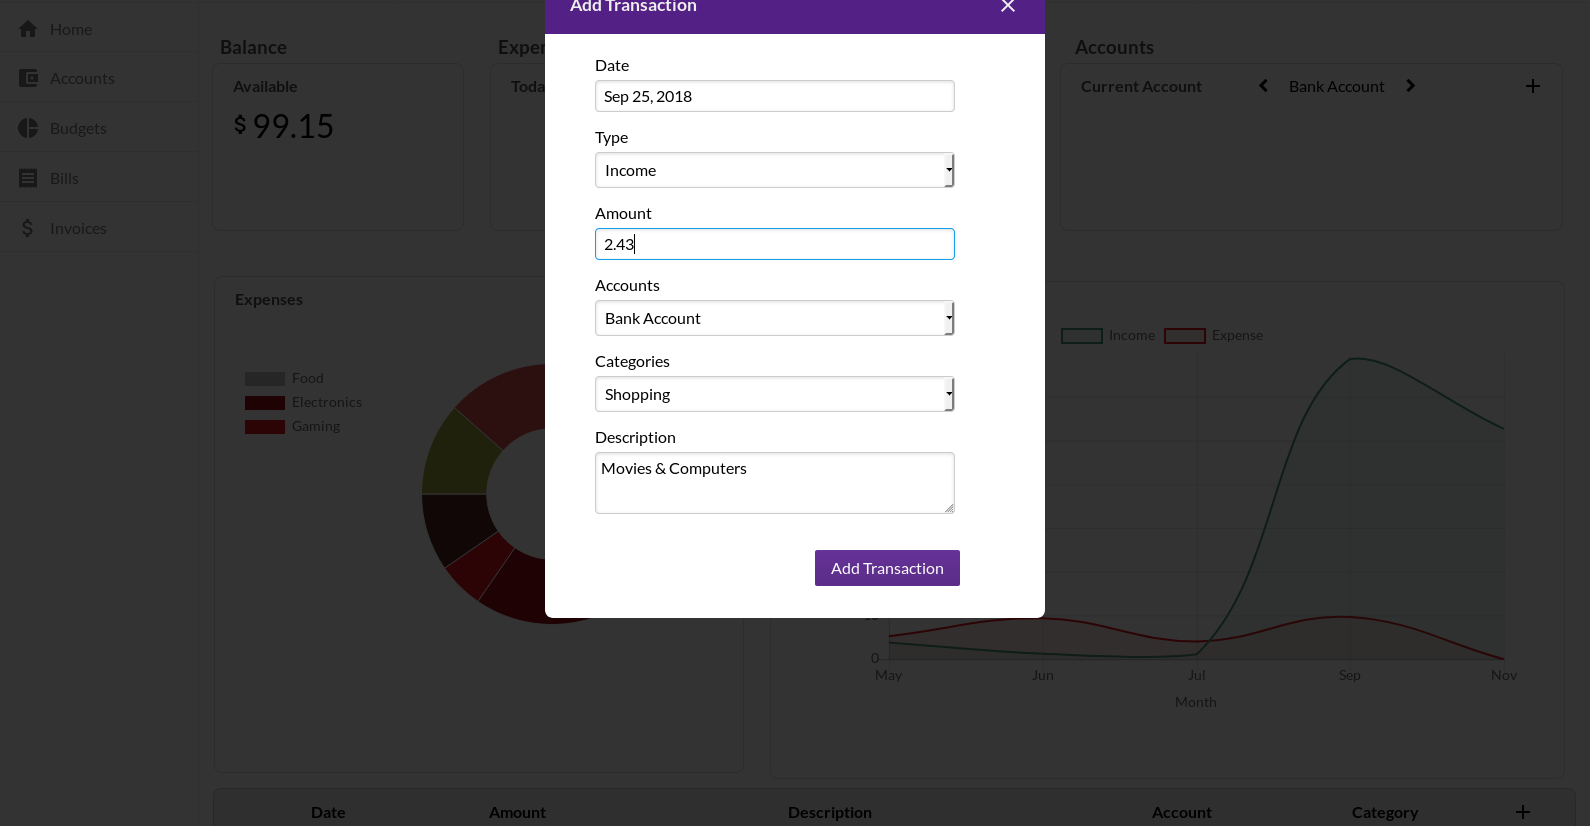 Add Transaction
Home
Accounts
Budgets
Bills
Invoices
Balance
Available
$ 99.15
Accounts
Current Account
Bank Account
Date
Sep 25, 2018
Type
Income
Amount
2.43
Accounts
Bank Account
Categories
Shopping
Description
Movies & Computers
Add Transaction
Expenses
Food
Electronics
Gaming
Income
Expense
0
May
Jun
Jul
Sep
Nov
Month
Date
Amount
Description
Account
Category